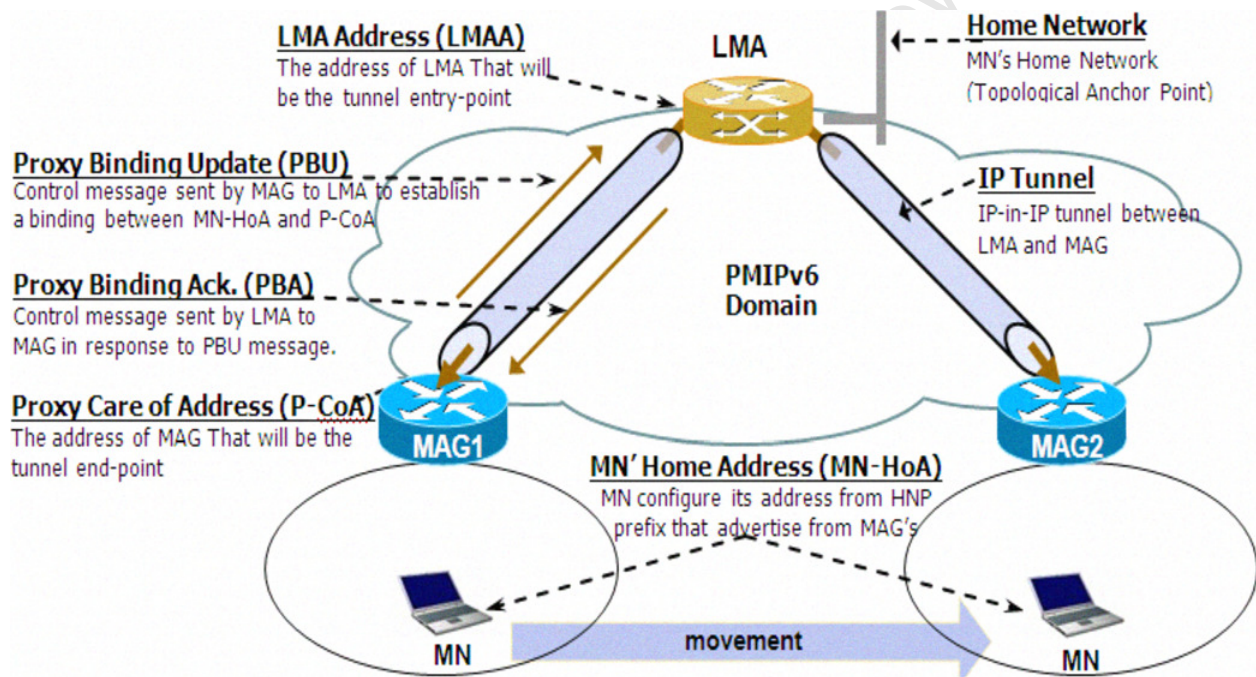 LMA Address (LMAA)
The address of LMA That will
be the tunnel entry-point
LMA
Home Network
MN's Home Network
(Topological Anchor Point)
Proxy Binding Update (PBU)
Control message sent by MAG to LMA to establish
a binding between MN-HoA and P-CoA
IP Tunnel
IP-in-IP tunnel between
LMA and MAG
PMIPv6
Domain
Proxy Binding Ack. (PBA)
Control message sent by LMA to
MAG in response to PBU message.
Proxy Care of Address (P-CoA)
The address of MAG That will be the
tunnel end-point
MAG1
MAG2
MN' Home Address (MN-HoA)
MN configure its address from HNP
prefix that advertise from MAG's
MN
movement
MN